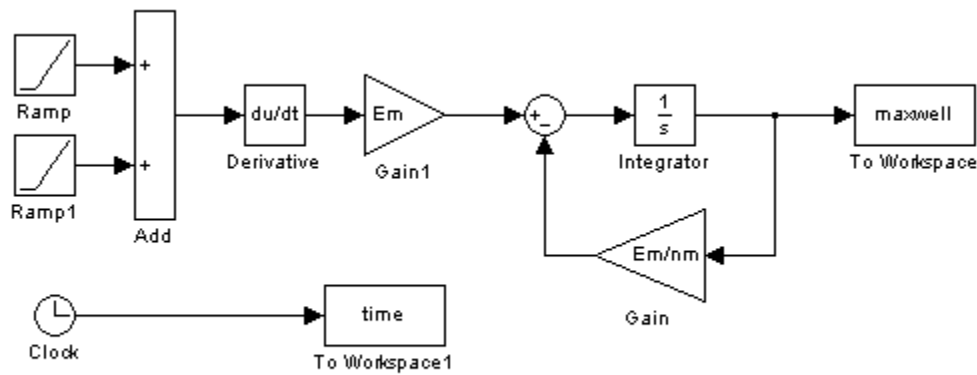 Ramp
+
Ramp1
+
Add
du/dt
Derivative
Em
Gain1
+
−
1
s
Integrator
maxwell
To Workspace
Em/nm
Gain
Clock
time
To Workspace1